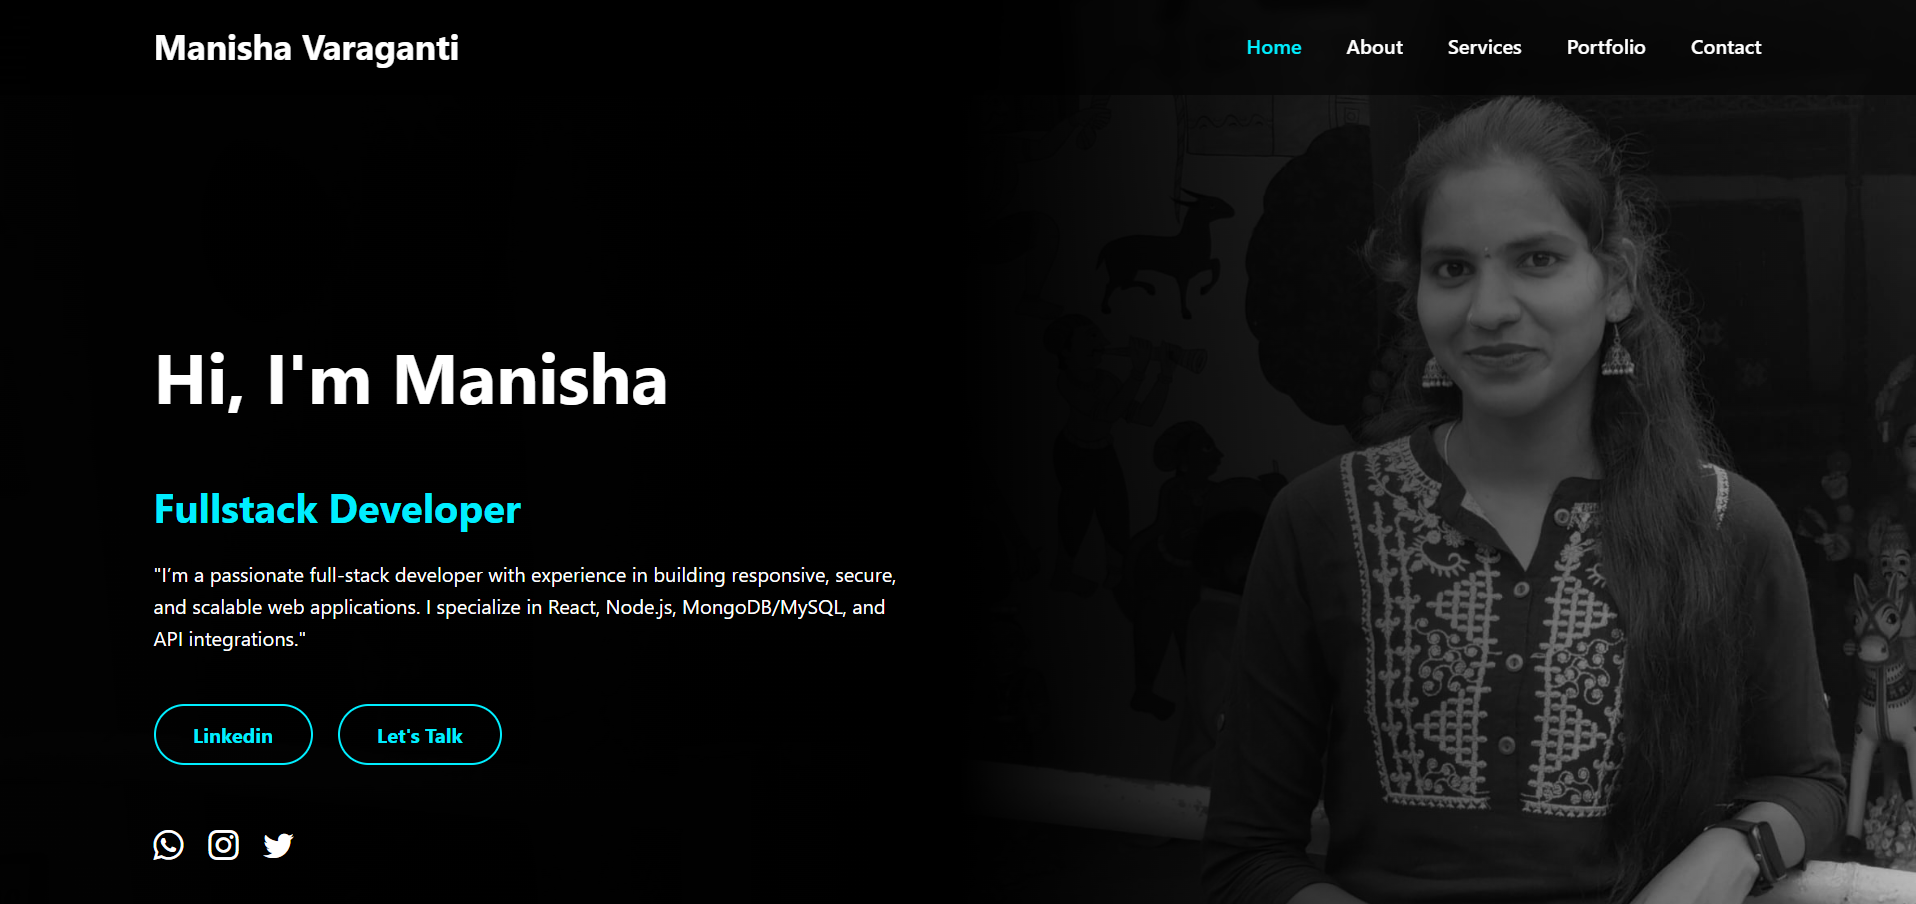 Manisha Varaganti
Home About Services Portfolio Contact
Hi, I'm Manisha
Fullstack Developer
"I’m a passionate full-stack developer with experience in building responsive, secure,
and scalable web applications. I specialize in React, Node.js, MongoDB/MySQL, and
API integrations."
Linkedin Let's Talk